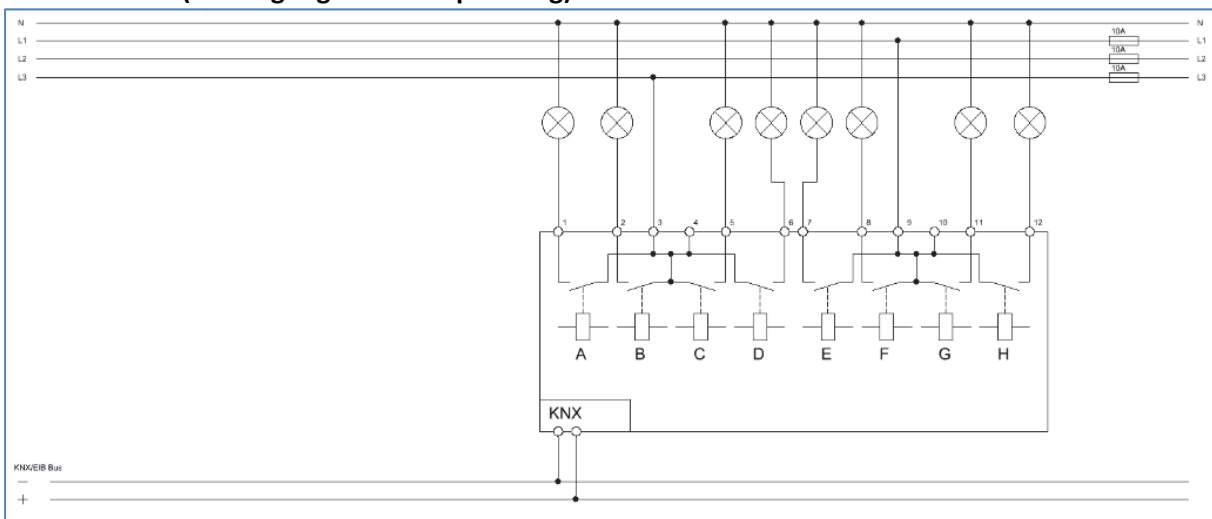 N N
10A
L1 L1
10A
L2 L2
10A
L3 L3
1 2 3 4 5 6 7 8 9 10 11 12
A B C D E F G H
KNX
KNX/EIB Bus
−
+